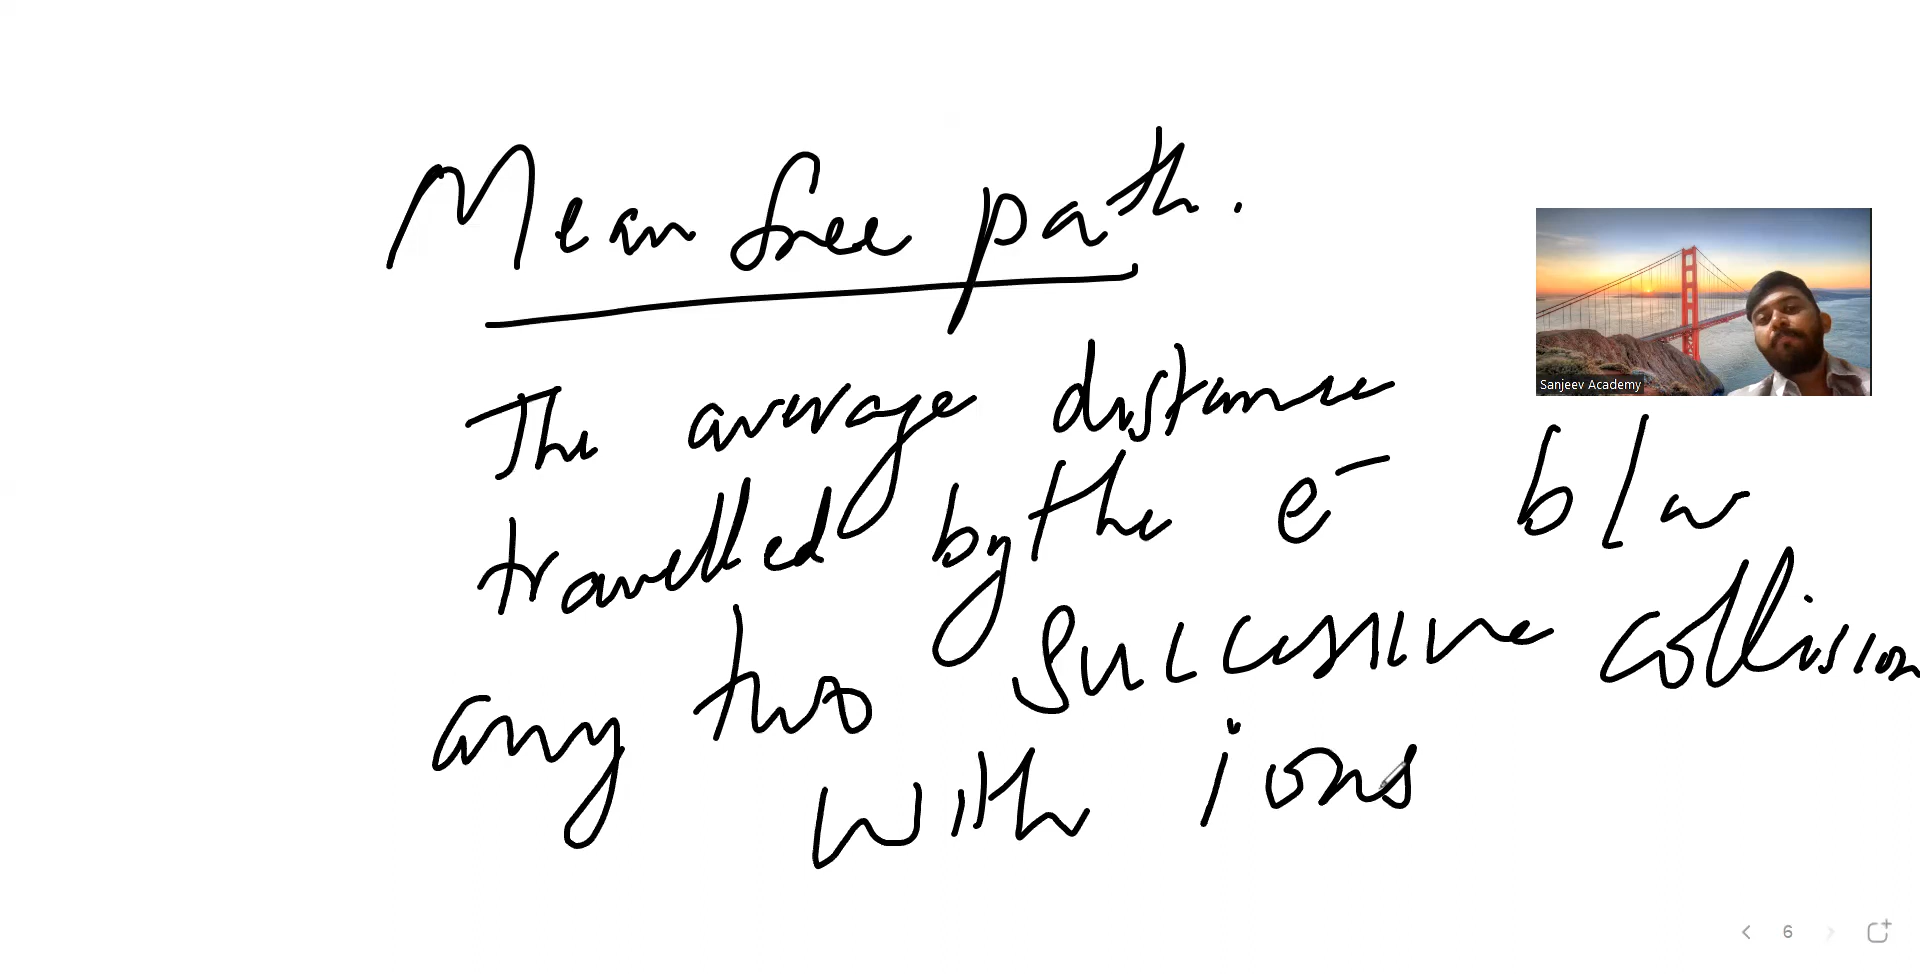 Mean free path.
The average distance
travelled by the e⁻ b/w
any two successive collision
with ions
Sanjeev Academy
6